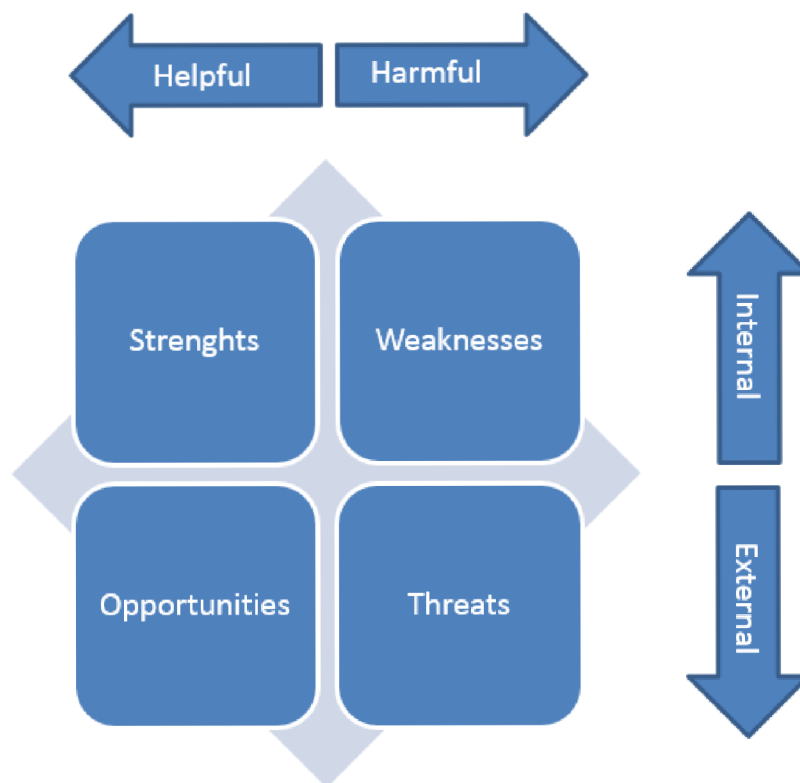 Helpful
Harmful
Strenghts
Weaknesses
Internal
Opportunities
Threats
External